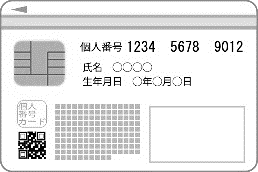 個人番号 1234 5678 9012
氏名 ○○○○
生年月日 ○年○月○日
個人
番号
カード